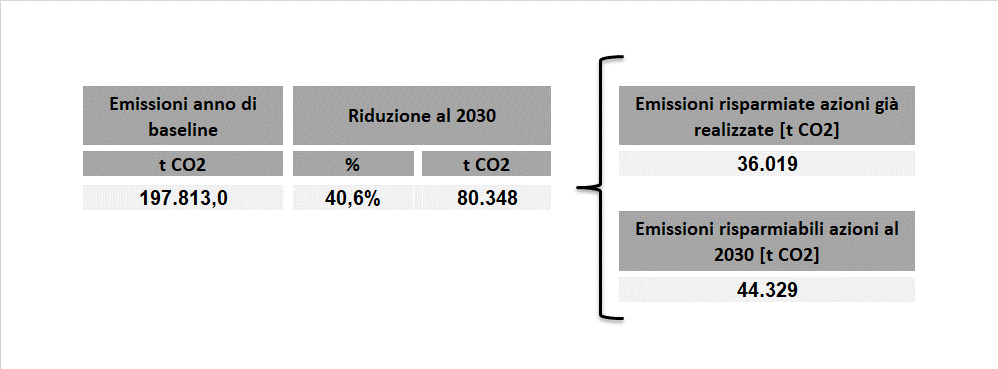 Emissioni anno di
baseline
Riduzione al 2030
t CO2
%
t CO2
197.813,0
40,6%
80.348
Emissioni risparmiate azioni già
realizzate [t CO2]
36.019
Emissioni risparmiabili azioni al
2030 [t CO2]
44.329